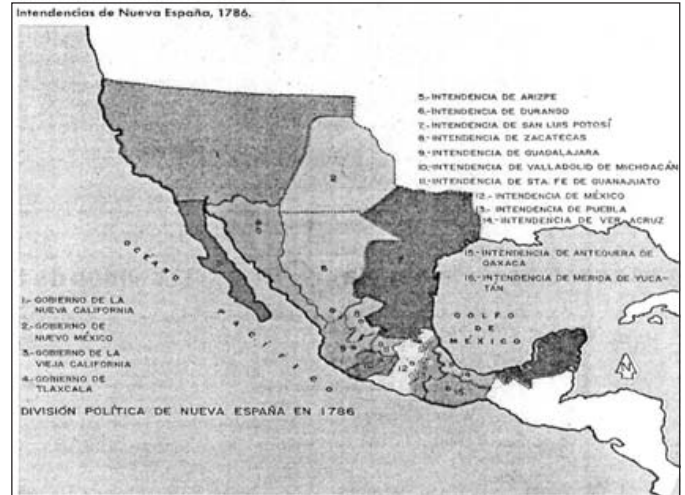 Intendencias de Nueva España, 1786.
5.-INTENDENCIA DE ARIZPE
6.-INTENDENCIA DE DURANGO
7.-INTENDENCIA DE SAN LUIS POTOSÍ
8.-INTENDENCIA DE ZACATECAS
9.-INTENDENCIA DE GUADALAJARA
10.-INTENDENCIA DE VALLADOLID DE MICHOACÁN
11.-INTENDENCIA DE STA. FE DE GUANAJUATO
12.- INTENDENCIA DE MÉXICO
13.- INTENDENCIA DE PUEBLA
14.-INTENDENCIA DE VERACRUZ
15.-INTENDENCIA DE ANTEQUERA DE
OAXACA
16.-INTENDENCIA DE MERIDA DE YUCA-
TÁN
1
2
OCÉANO PACÍFICO
GOLFO
DE
MÉXICO
N
12
1.- GOBIERNO DE LA
NUEVA CALIFORNIA
2.-GOBIERNO DE
NUEVO MÉXICO
3.-GOBIERNO DE LA
VIEJA CALIFORNIA
4.-GOBIERNO DE
TLAXCALA
DIVISIÓN POLÍTICA DE NUEVA ESPAÑA EN 1786